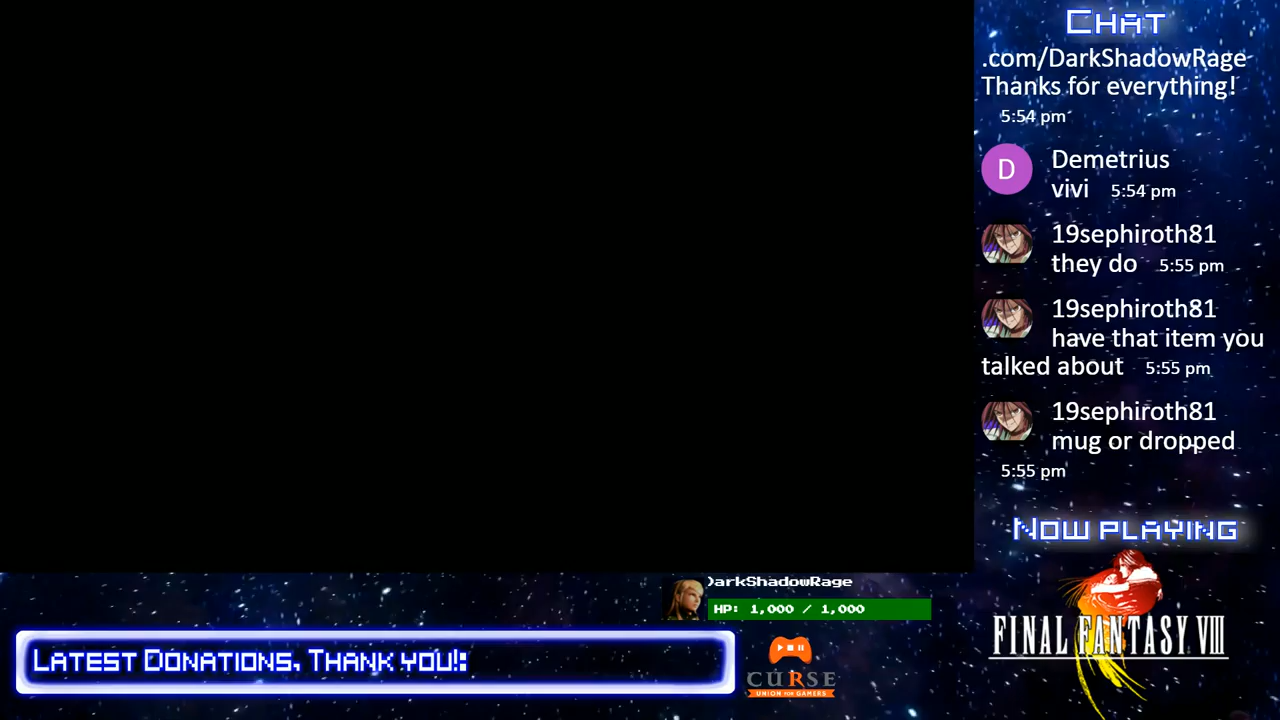 Chat
.com/DarkShadowRage
Thanks for everything!
5:54 pm
D
Demetrius
vivi 5:54 pm
19sephiroth81
they do 5:55 pm
19sephiroth81
have that item you
talked about 5:55 pm
19sephiroth81
mug or dropped
5:55 pm
Now playing
FINAL FANTASY VIII
DarkShadowRage
HP: 1,000 / 1,000
Latest Donations, Thank you!:
CURSE
UNION FOR GAMERS